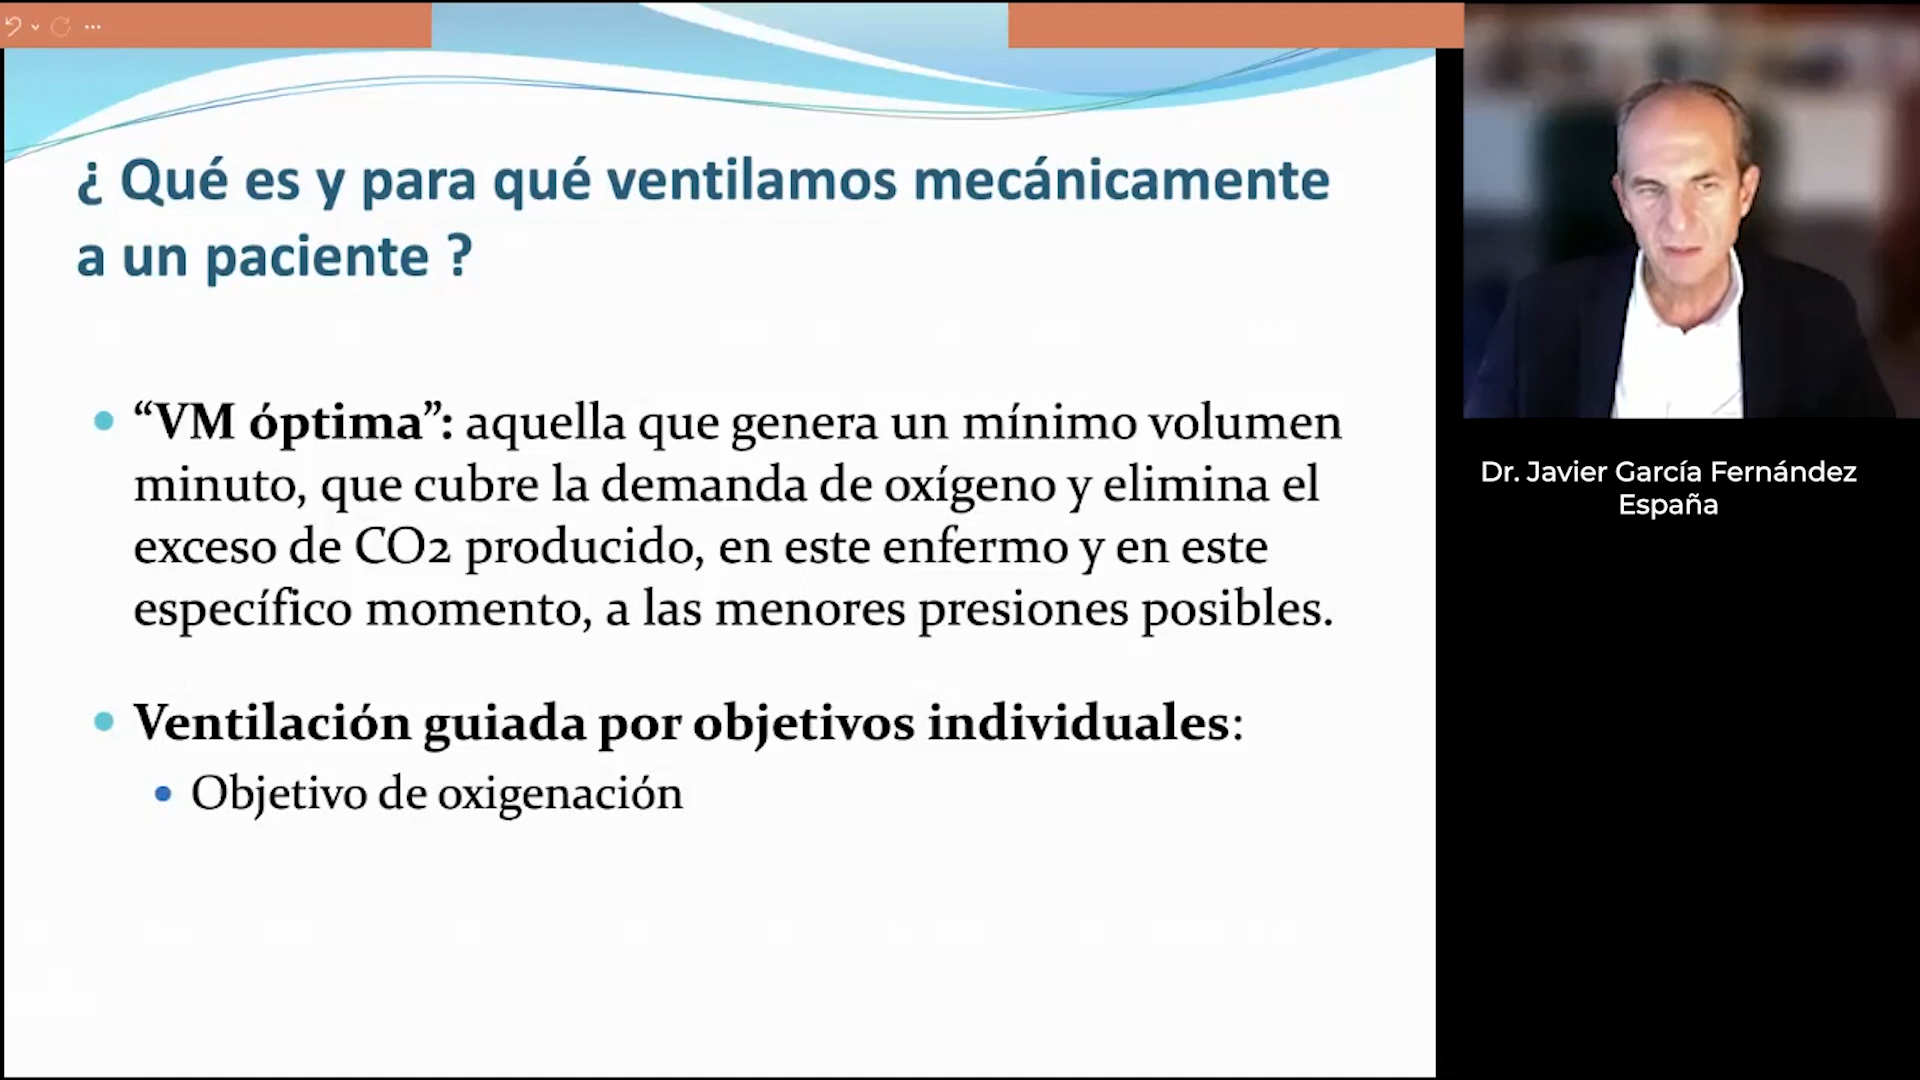 ¿ Qué es y para qué ventilamos mecánicamente
a un paciente ?
• “VM óptima”: aquella que genera un mínimo volumen
minuto, que cubre la demanda de oxígeno y elimina el
exceso de CO2 producido, en este enfermo y en este
específico momento, a las menores presiones posibles.
• Ventilación guiada por objetivos individuales:
• Objetivo de oxigenación
Dr. Javier García Fernández
España